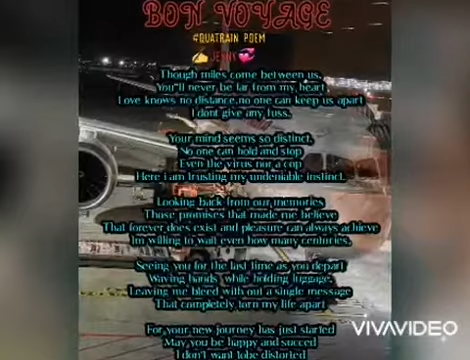 BON VOYAGE
#QUATRAIN POEM
✍JENNY💞
Though miles come between us,
You"ll never be far from my heart
Love knows no distance,no one can keep us apart
I dont give any fuss..
Your mind seems so distinct,
No one can hold and stop
Even the virus nor a cop
Here i am trusting my undeniable instinct.
Looking back from our memories
Those promises that made me believe
That forever does exist and pleasure can always achieve
Im willing to wait even how many centuries.
Seeing you for the last time as you depart
Waving hands while holding luggage,
Leaving me bleed with out a single message
That completely torn my life apart
For your new journey has just started
May you be happy and succed
I don't want tobe distorted
VIVAVIDEO